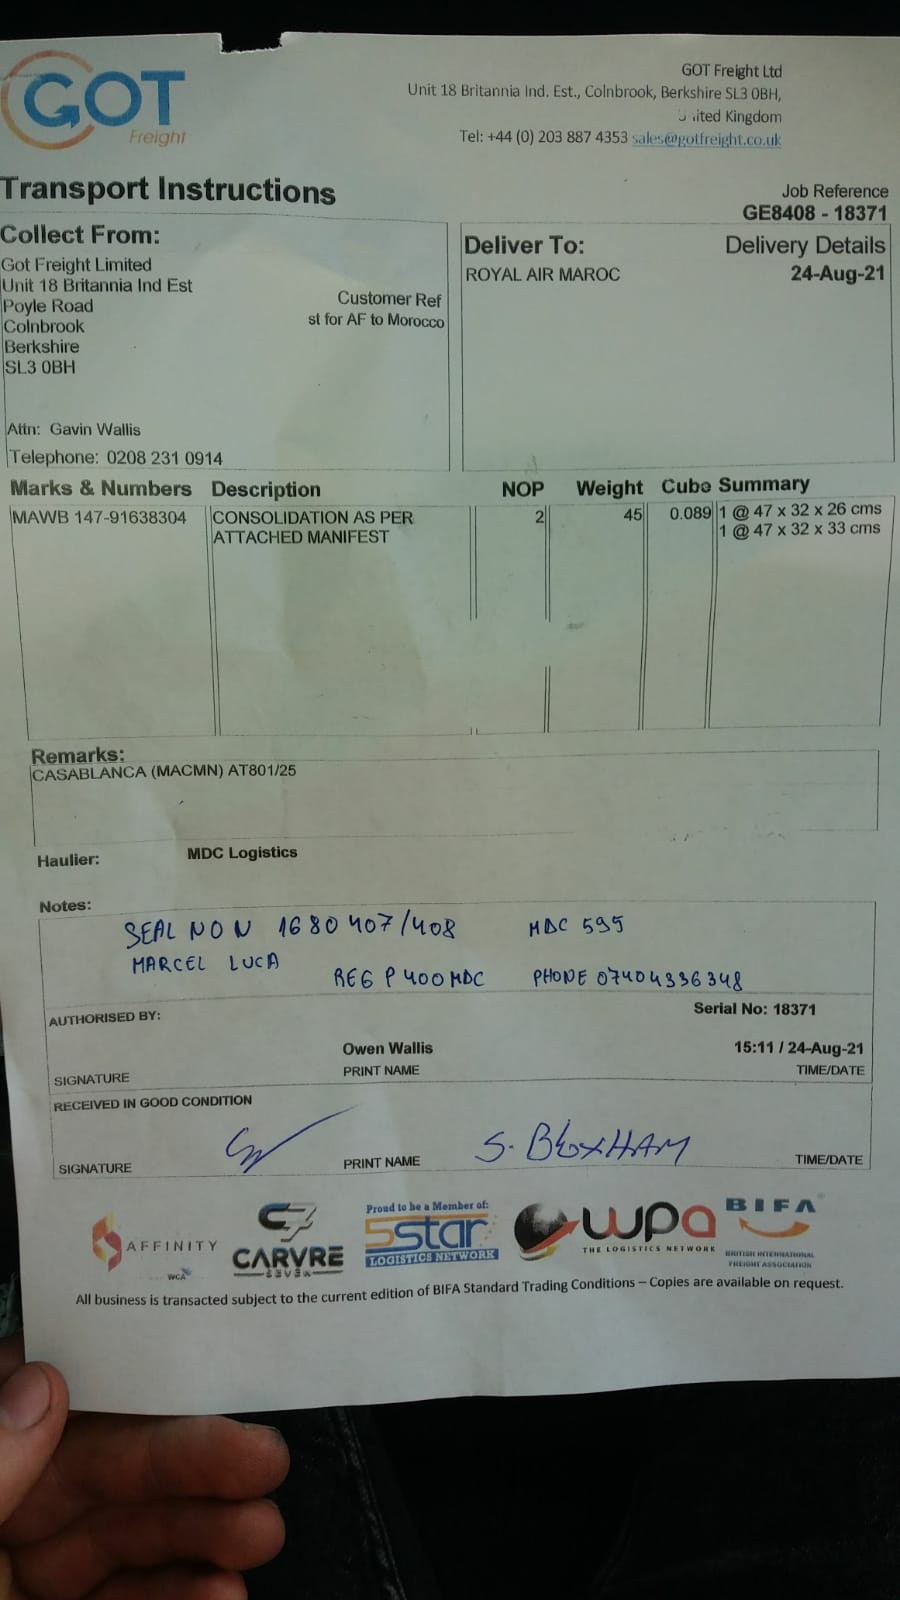 GOT
Freight
GOT Freight Ltd
Unit 18 Britannia Ind. Est., Colnbrook, Berkshire SL3 0BH,
United Kingdom
Tel: +44 (0) 203 887 4353 sales@gotfreight.co.uk
Transport Instructions
Job Reference
GE8408 - 18371
Collect From:
Got Freight Limited
Unit 18 Britannia Ind Est
Poyle Road
Colnbrook
Berkshire
SL3 0BH
Customer Ref
st for AF to Morocco
Attn: Gavin Wallis
Telephone: 0208 231 0914
Deliver To: Delivery Details
ROYAL AIR MAROC 24-Aug-21
Marks & Numbers Description NOP Weight Cube Summary
MAWB 147-91638304 CONSOLIDATION AS PER 2 45 0.089 1 @ 47 x 32 x 26 cms
ATTACHED MANIFEST 1 @ 47 x 32 x 33 cms
Remarks:
CASABLANCA (MACMN) AT801/25
Haulier: MDC Logistics
Notes:
SEAL NO N 1680407/408 MDC 595
MARCEL LUCA
REG P400MDC PHONE 07404336348
AUTHORISED BY: Serial No: 18371
Owen Wallis 15:11 / 24-Aug-21
SIGNATURE PRINT NAME TIME/DATE
RECEIVED IN GOOD CONDITION
S. BLOXHAM
SIGNATURE PRINT NAME TIME/DATE
AFFINITY
WCA
CARVRE
SEVEN
Proud to be a Member of:
5star
LOGISTICS NETWORK
wpa
THE LOGISTICS NETWORK
BIFA
BRITISH INTERNATIONAL
FREIGHT ASSOCIATION
All business is transacted subject to the current edition of BIFA Standard Trading Conditions – Copies are available on request.